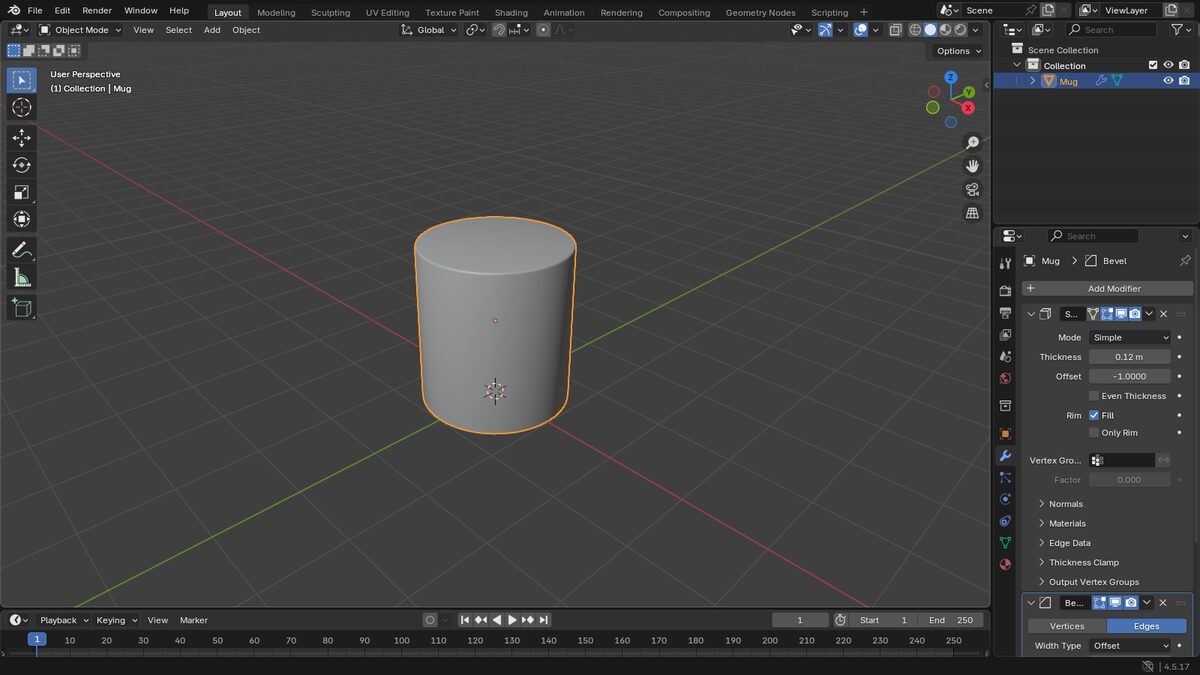 File Edit Render Window Help Layout Modeling Sculpting UV Editing Texture Paint Shading Animation Rendering Compositing Geometry Nodes Scripting + Scene ViewLayer
Object Mode View Select Add Object Global Search
Options
User Perspective
(1) Collection | Mug
Z
Y
X
Scene Collection
Collection
Mug
Search
Mug > Bevel
+ Add Modifier
S...
Mode Simple
Thickness 0.12 m
Offset -1.0000
Even Thickness
Rim Fill
Only Rim
Vertex Gro...
Factor 0.000
Normals
Materials
Edge Data
Thickness Clamp
Output Vertex Groups
Be...
Vertices Edges
Width Type Offset
Playback Keying View Marker 1 Start 1 End 250
1 10 20 30 40 50 60 70 80 90 100 110 120 130 140 150 160 170 180 190 200 210 220 230 240 250
4.5.17